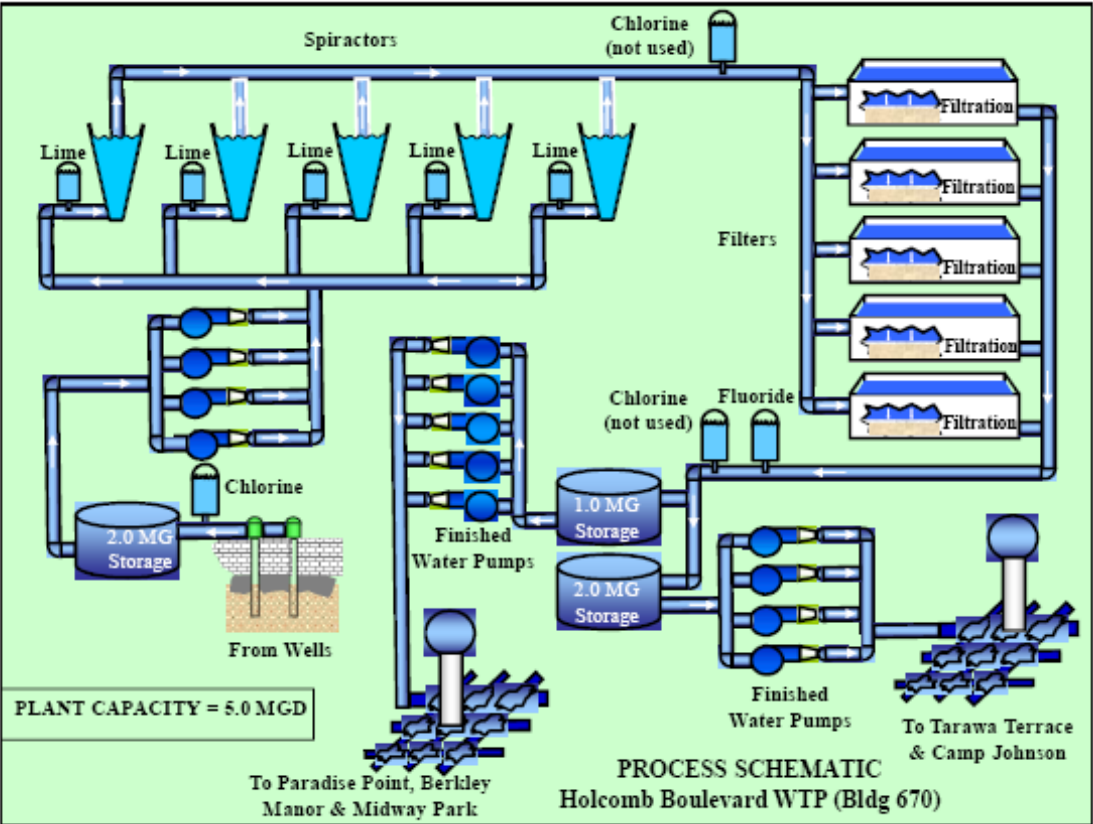 Spiractors
Chlorine
(not used)
Lime
Lime
Lime
Lime
Lime
Filtration
Filtration
Filtration
Filtration
Filtration
Filters
Chlorine
(not used)
Fluoride
Chlorine
2.0 MG
Storage
From Wells
1.0 MG
Storage
2.0 MG
Storage
Finished
Water Pumps
Finished
Water Pumps
PLANT CAPACITY = 5.0 MGD
To Paradise Point, Berkley
Manor & Midway Park
To Tarawa Terrace
& Camp Johnson
PROCESS SCHEMATIC
Holcomb Boulevard WTP (Bldg 670)